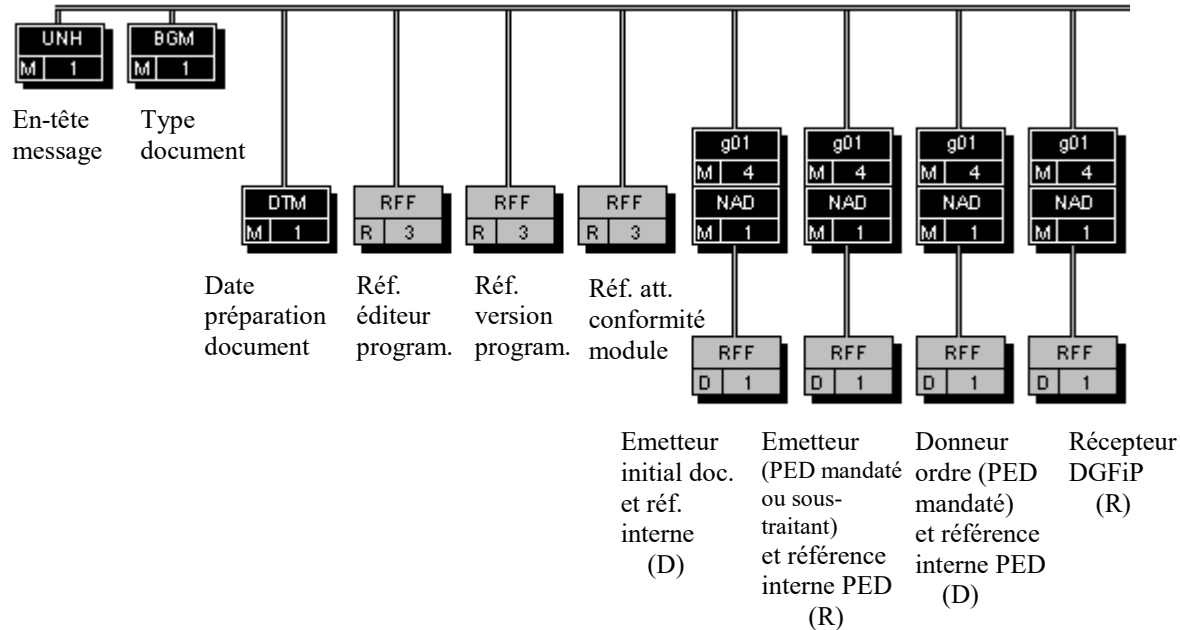 UNH
M 1
BGM
M 1
En-tête
message
Type
document
DTM
M 1
RFF
R 3
RFF
R 3
RFF
R 3
g01
M 4
NAD
M 1
g01
M 4
NAD
M 1
g01
M 4
NAD
M 1
g01
M 4
NAD
M 1
Date
préparation
document
Réf.
éditeur
program.
Réf.
version
program.
Réf. att.
conformité
module
RFF
D 1
RFF
D 1
RFF
D 1
RFF
D 1
Emetteur
initial doc.
et réf.
interne
(D)
Emetteur
(PED mandaté
ou sous-
traitant)
et référence
interne PED
(R)
Donneur
ordre (PED
mandaté)
et référence
interne PED
(D)
Récepteur
DGFiP
(R)